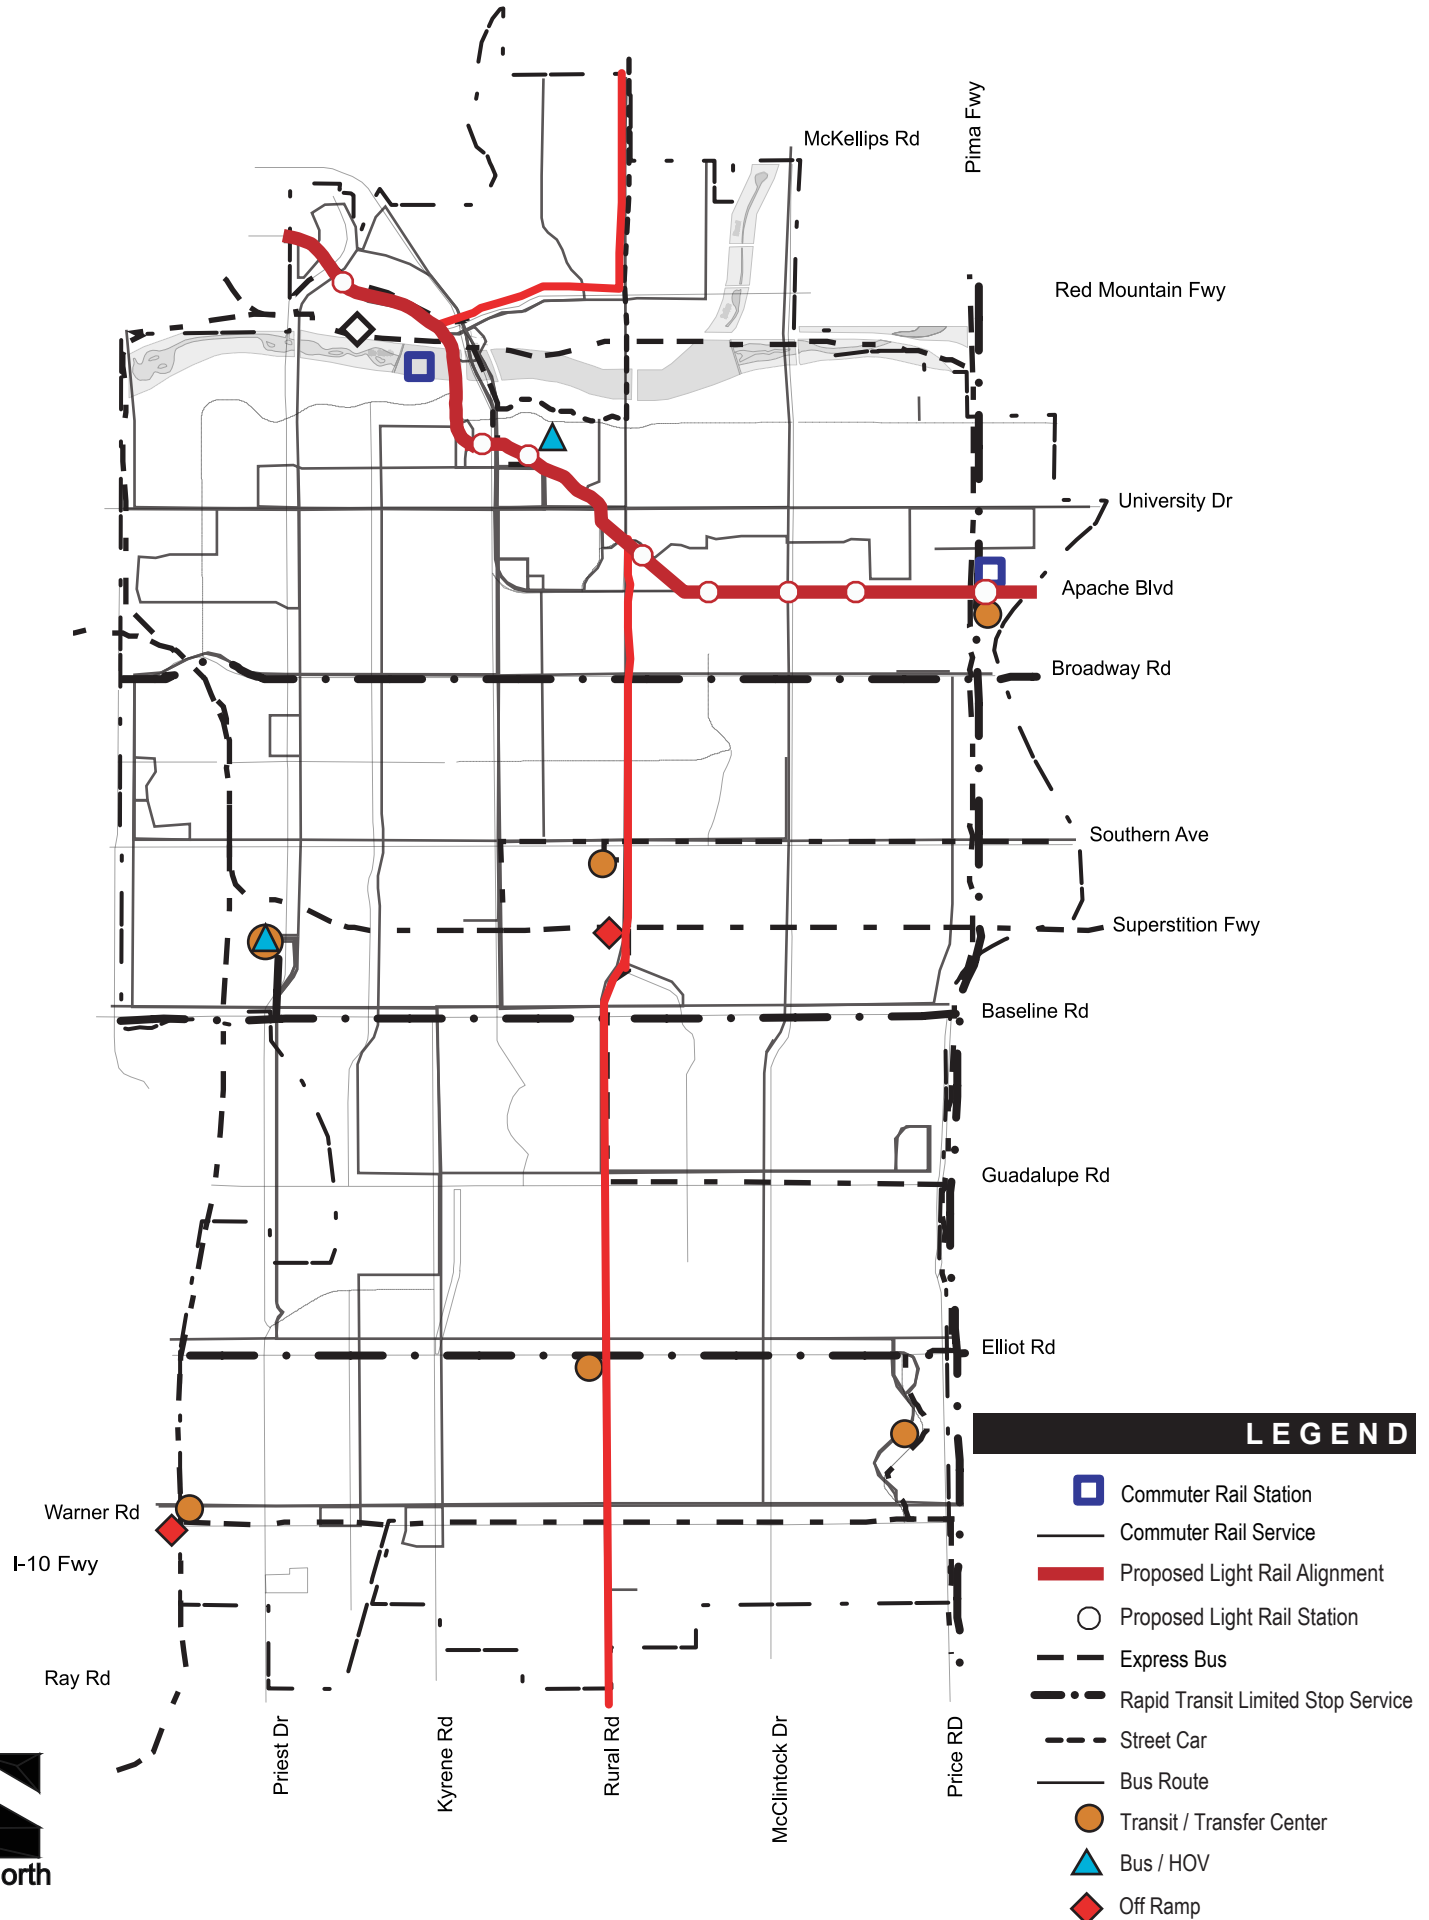 McKellips Rd
Pima Fwy
Red Mountain Fwy
University Dr
Apache Blvd
Broadway Rd
Southern Ave
Superstition Fwy
Baseline Rd
Guadalupe Rd
Elliot Rd
LEGEND
Commuter Rail Station
Commuter Rail Service
Proposed Light Rail Alignment
Proposed Light Rail Station
Express Bus
Rapid Transit Limited Stop Service
Street Car
Bus Route
Transit / Transfer Center
Bus / HOV
Off Ramp
Warner Rd
I-10 Fwy
Ray Rd
Priest Dr
Kyrene Rd
Rural Rd
McClintock Dr
Price RD
orth